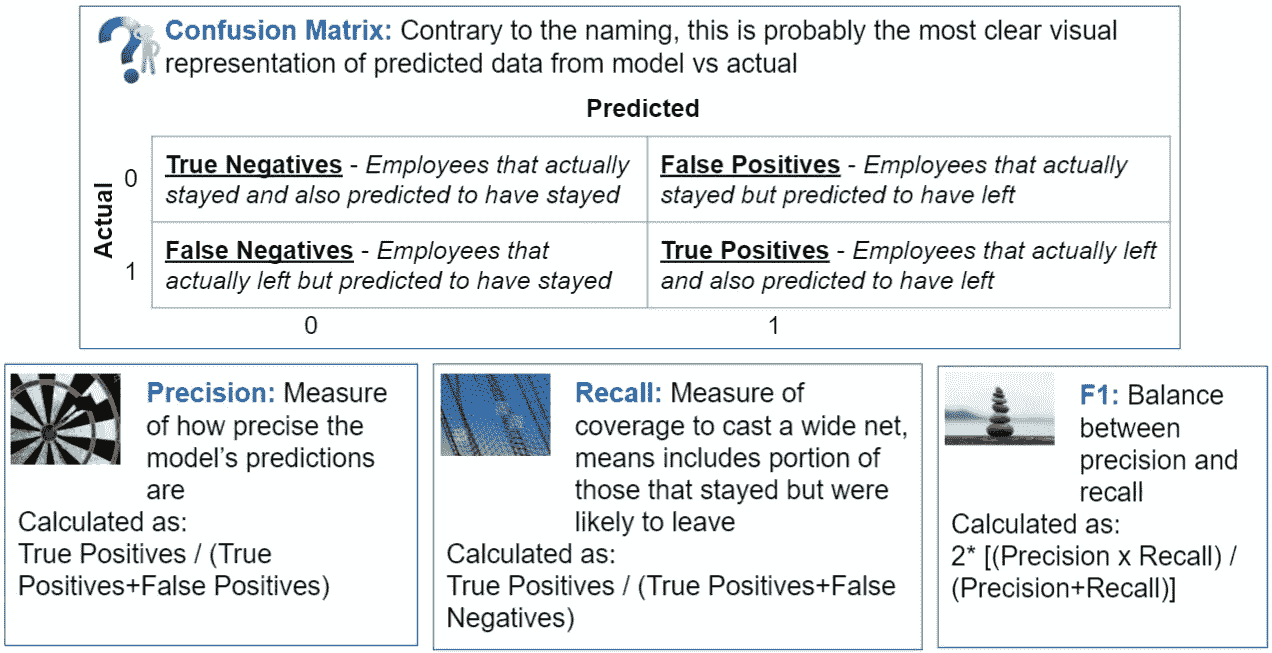 Confusion Matrix: Contrary to the naming, this is probably the most clear visual
representation of predicted data from model vs actual
Predicted
Actual
0
True Negatives - Employees that actually
stayed and also predicted to have stayed
False Positives - Employees that actually
stayed but predicted to have left
1
False Negatives - Employees that
actually left but predicted to have stayed
True Positives - Employees that actually left
and also predicted to have left
0
1
Precision: Measure
of how precise the
model's predictions
are
Calculated as:
True Positives / (True
Positives+False Positives)
Recall: Measure of
coverage to cast a wide net,
means includes portion of
those that stayed but were
likely to leave
Calculated as:
True Positives / (True Positives+False
Negatives)
F1: Balance
between
precision and
recall
Calculated as:
2* [(Precision x Recall) /
(Precision+Recall)]